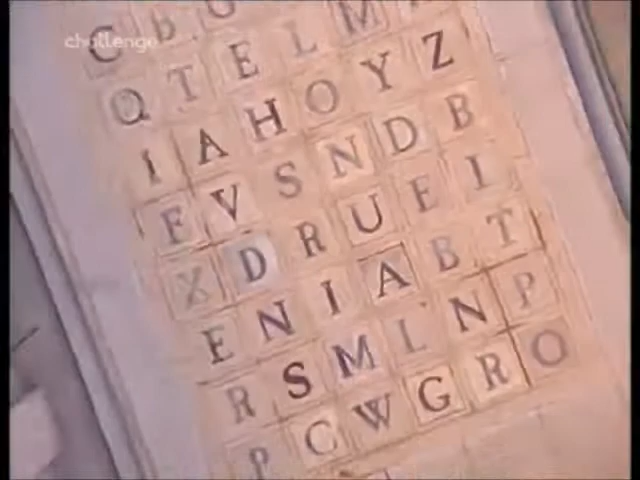 challenge
Q T E L M
I A H O Y Z
F V S N D B
X D R U E I
E N I A B T
R S M L N P
P C W G R O